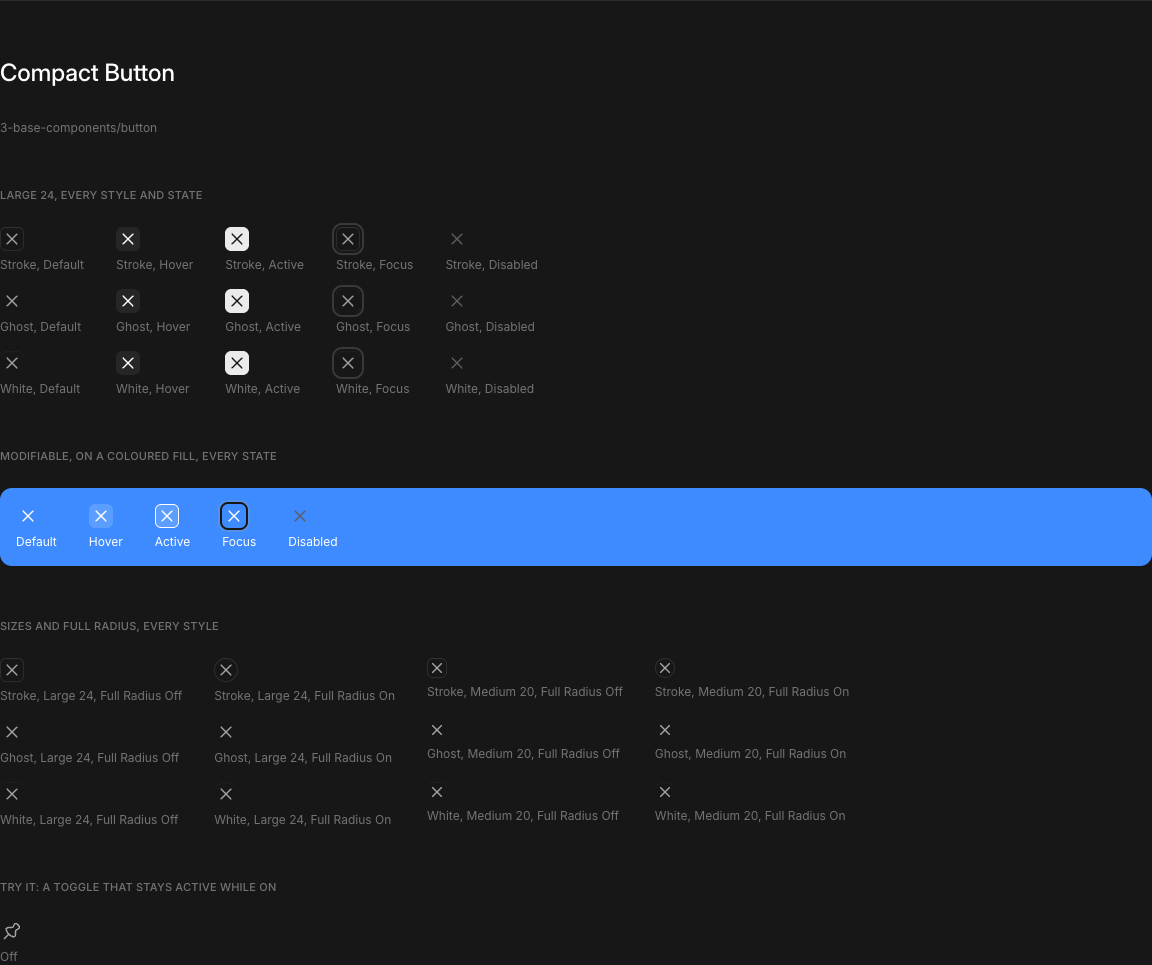 Compact Button
3-base-components/button
LARGE 24, EVERY STYLE AND STATE
Stroke, Default Stroke, Hover Stroke, Active Stroke, Focus Stroke, Disabled
Ghost, Default Ghost, Hover Ghost, Active Ghost, Focus Ghost, Disabled
White, Default White, Hover White, Active White, Focus White, Disabled
MODIFIABLE, ON A COLOURED FILL, EVERY STATE
Default Hover Active Focus Disabled
SIZES AND FULL RADIUS, EVERY STYLE
Stroke, Large 24, Full Radius Off Stroke, Large 24, Full Radius On Stroke, Medium 20, Full Radius Off Stroke, Medium 20, Full Radius On
Ghost, Large 24, Full Radius Off Ghost, Large 24, Full Radius On Ghost, Medium 20, Full Radius Off Ghost, Medium 20, Full Radius On
White, Large 24, Full Radius Off White, Large 24, Full Radius On White, Medium 20, Full Radius Off White, Medium 20, Full Radius On
TRY IT: A TOGGLE THAT STAYS ACTIVE WHILE ON
Off